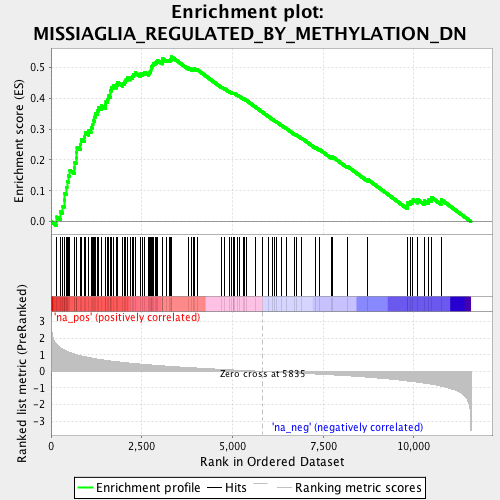 Enrichment plot:
MISSIAGLIA_REGULATED_BY_METHYLATION_DN
Enrichment score (ES)
0.5
0.4
0.3
0.2
0.1
0.0
'na_pos' (positively correlated)
Ranked list metric (PreRanked)
3
2
1
0
-1
-2
-3
Zero cross at 5835
'na_neg' (negatively correlated)
0
2,500
5,000
7,500
10,000
Rank in Ordered Dataset
Enrichment profile
Hits
Ranking metric scores